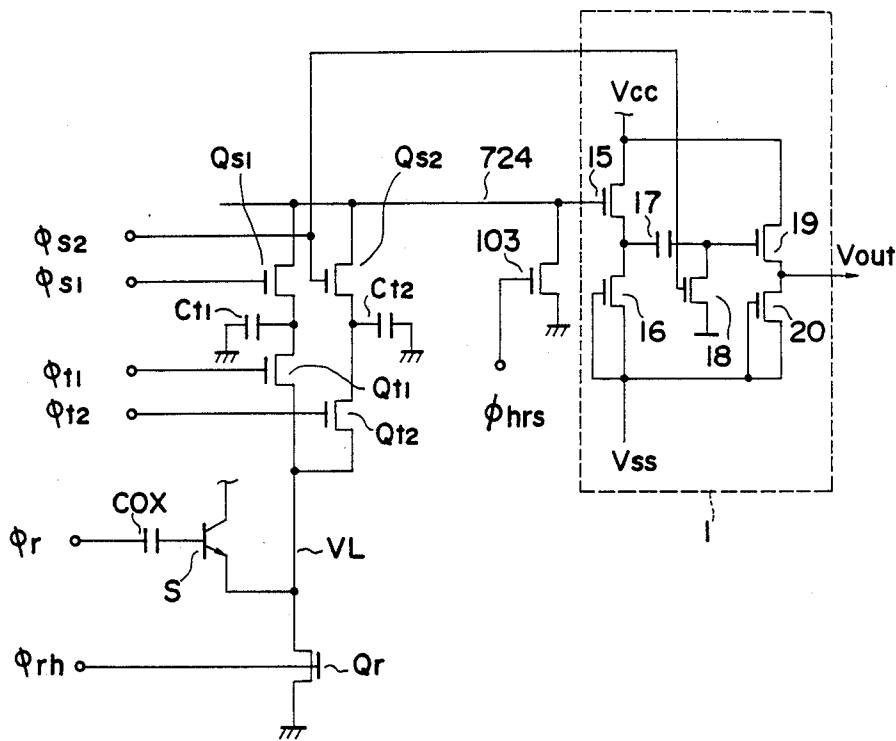 Vcc
Qs1
Qs2
724
15
17
19
φs2
103
Vout
φs1
Ct1
Ct2
16
18
20
φt1
Qt1
φt2
Qt2
φhrs
Vss
COX
φr
VL
1
S
φrh
Qr